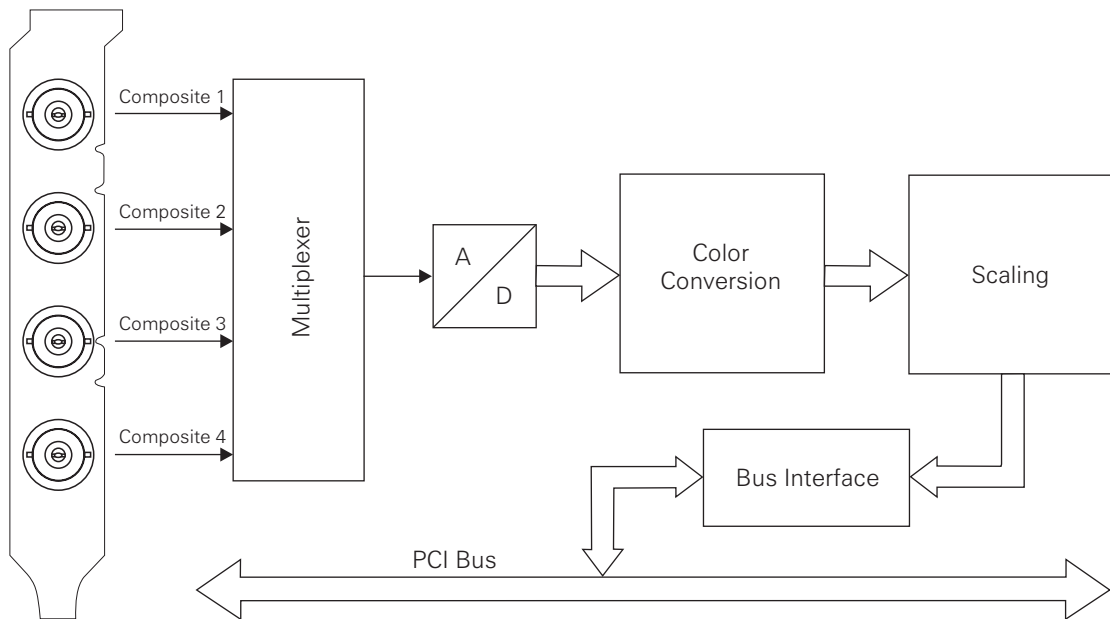 Composite 1
Composite 2
Composite 3
Composite 4
Multiplexer
A
D
Color
Conversion
Scaling
Bus Interface
PCI Bus